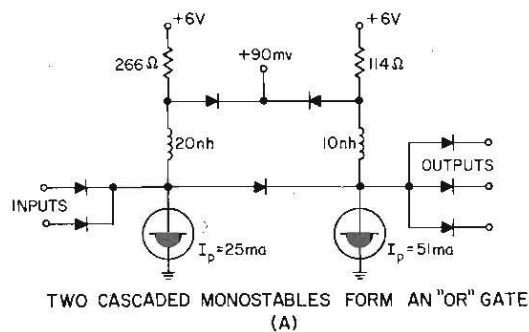 +6V
+6V
266Ω
+90mv
114Ω
20nh
10nh
OUTPUTS
INPUTS
Ip=25ma
Ip=51ma
TWO CASCADED MONOSTABLES FORM AN "OR" GATE
(A)